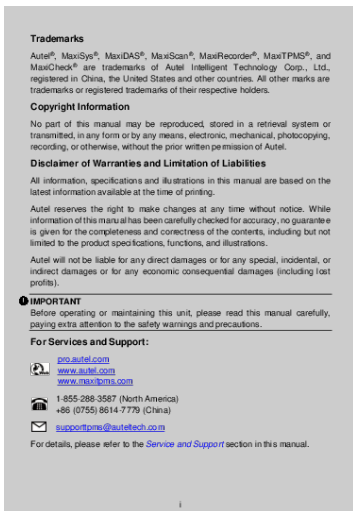 Trademarks
Autel®, MaxiSys®, MaxiDAS®, MaxiScan®, MaxiRecorder®, MaxiTPMS®, and
MaxiCheck® are trademarks of Autel Intelligent Technology Corp., Ltd.,
registered in China, the United States and other countries. All other marks are
trademarks or registered trademarks of their respective holders.
Copyright Information
No part of this manual may be reproduced, stored in a retrieval system or
transmitted, in any form or by any means, electronic, mechanical, photocopying,
recording, or otherwise, without the prior written permission of Autel.
Disclaimer of Warranties and Limitation of Liabilities
All information, specifications and illustrations in this manual are based on the
latest information available at the time of printing.
Autel reserves the right to make changes at any time without notice. While
information of this manual has been carefully checked for accuracy, no guarantee
is given for the completeness and correctness of the contents, including but not
limited to the product specifications, functions, and illustrations.
Autel will not be liable for any direct damages or for any special, incidental, or
indirect damages or for any economic consequential damages (including lost
profits).
IMPORTANT
Before operating or maintaining this unit, please read this manual carefully,
paying extra attention to the safety warnings and precautions.
For Services and Support:
pro.autel.com
www.autel.com
www.maxitpms.com
1-855-288-3587 (North America)
+86 (0755) 8614-7779 (China)
supporttpms@auteltech.com
For details, please refer to the Service and Support section in this manual.
i